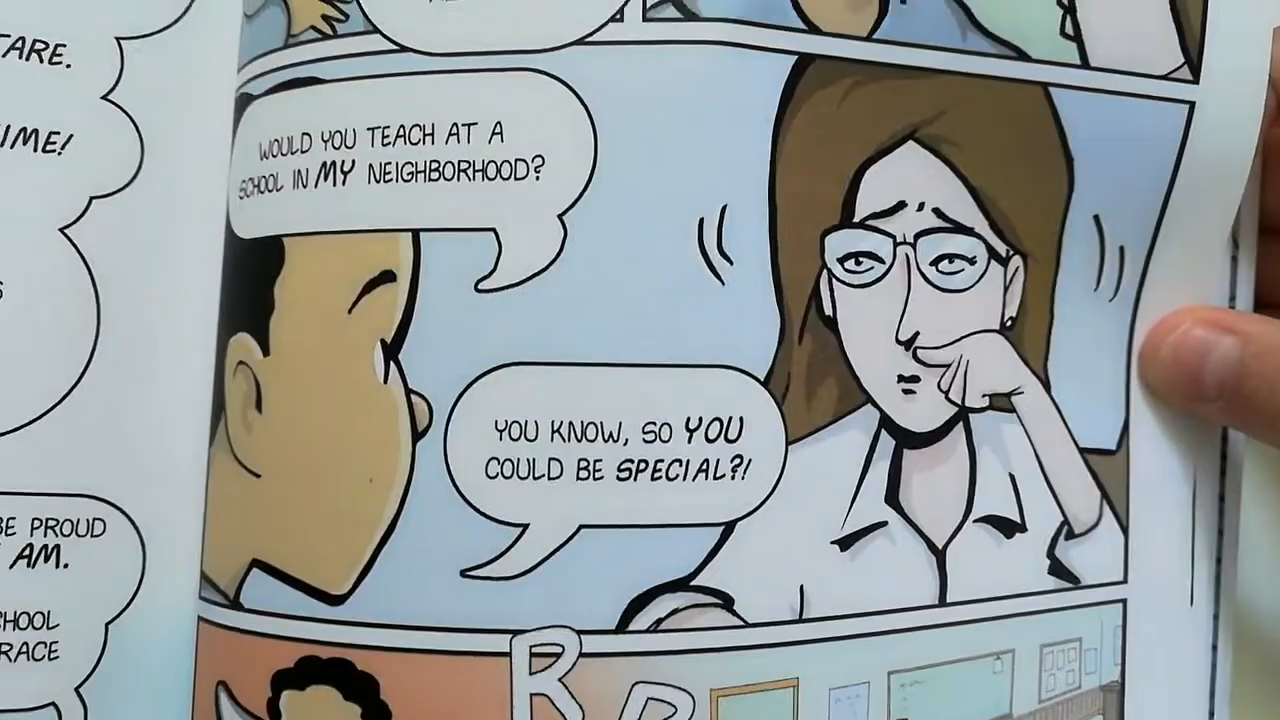 TARE.
IME!
BE PROUD
AM.
CHOOL
RACE
WOULD YOU TEACH AT A
SCHOOL IN MY NEIGHBORHOOD?
YOU KNOW, SO YOU
COULD BE SPECIAL?!
R